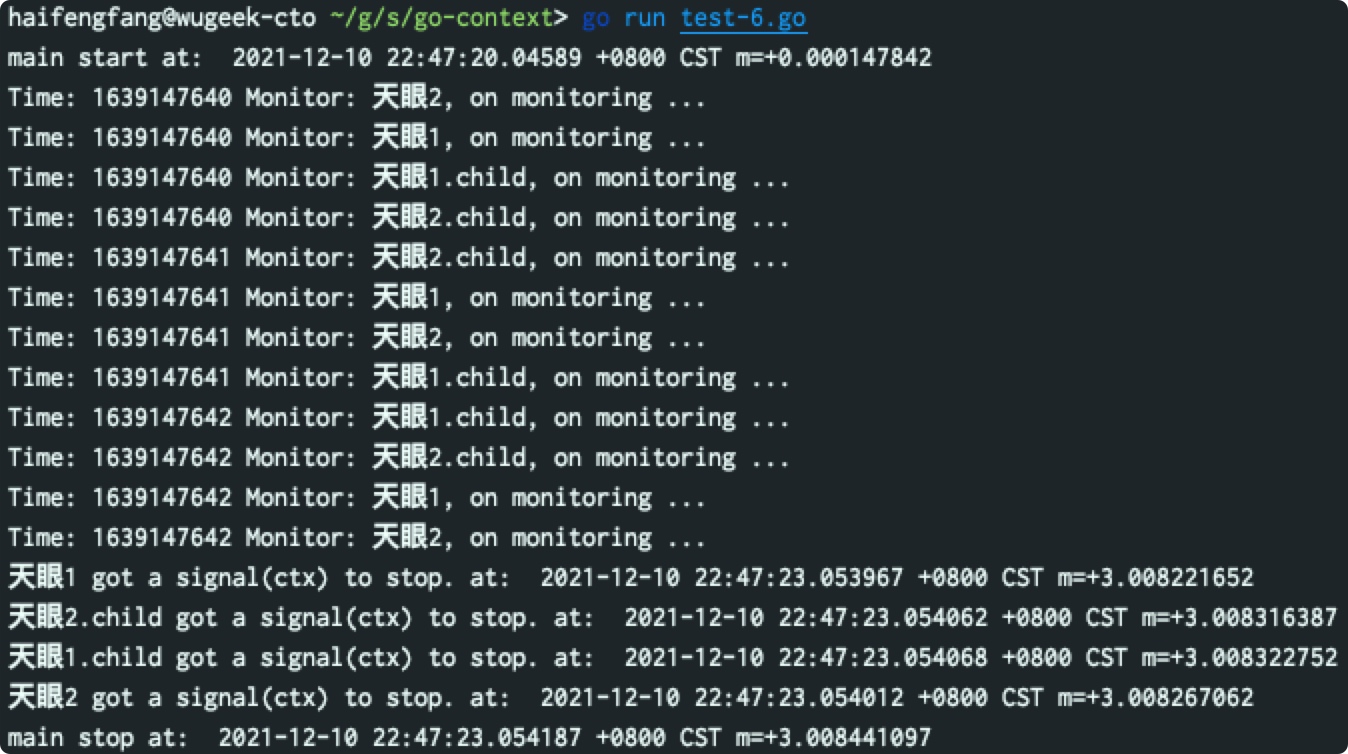 haifengfang@wugeek-cto ~/g/s/go-context> go run test-6.go
main start at:  2021-12-10 22:47:20.04589 +0800 CST m=+0.000147842
Time: 1639147640 Monitor: 天眼2, on monitoring ...
Time: 1639147640 Monitor: 天眼1, on monitoring ...
Time: 1639147640 Monitor: 天眼1.child, on monitoring ...
Time: 1639147640 Monitor: 天眼2.child, on monitoring ...
Time: 1639147641 Monitor: 天眼2.child, on monitoring ...
Time: 1639147641 Monitor: 天眼1, on monitoring ...
Time: 1639147641 Monitor: 天眼2, on monitoring ...
Time: 1639147641 Monitor: 天眼1.child, on monitoring ...
Time: 1639147642 Monitor: 天眼1.child, on monitoring ...
Time: 1639147642 Monitor: 天眼2.child, on monitoring ...
Time: 1639147642 Monitor: 天眼1, on monitoring ...
Time: 1639147642 Monitor: 天眼2, on monitoring ...
天眼1 got a signal(ctx) to stop. at:  2021-12-10 22:47:23.053967 +0800 CST m=+3.008221652
天眼2.child got a signal(ctx) to stop. at:  2021-12-10 22:47:23.054062 +0800 CST m=+3.008316387
天眼1.child got a signal(ctx) to stop. at:  2021-12-10 22:47:23.054068 +0800 CST m=+3.008322752
天眼2 got a signal(ctx) to stop. at:  2021-12-10 22:47:23.054012 +0800 CST m=+3.008267062
main stop at:  2021-12-10 22:47:23.054187 +0800 CST m=+3.008441097